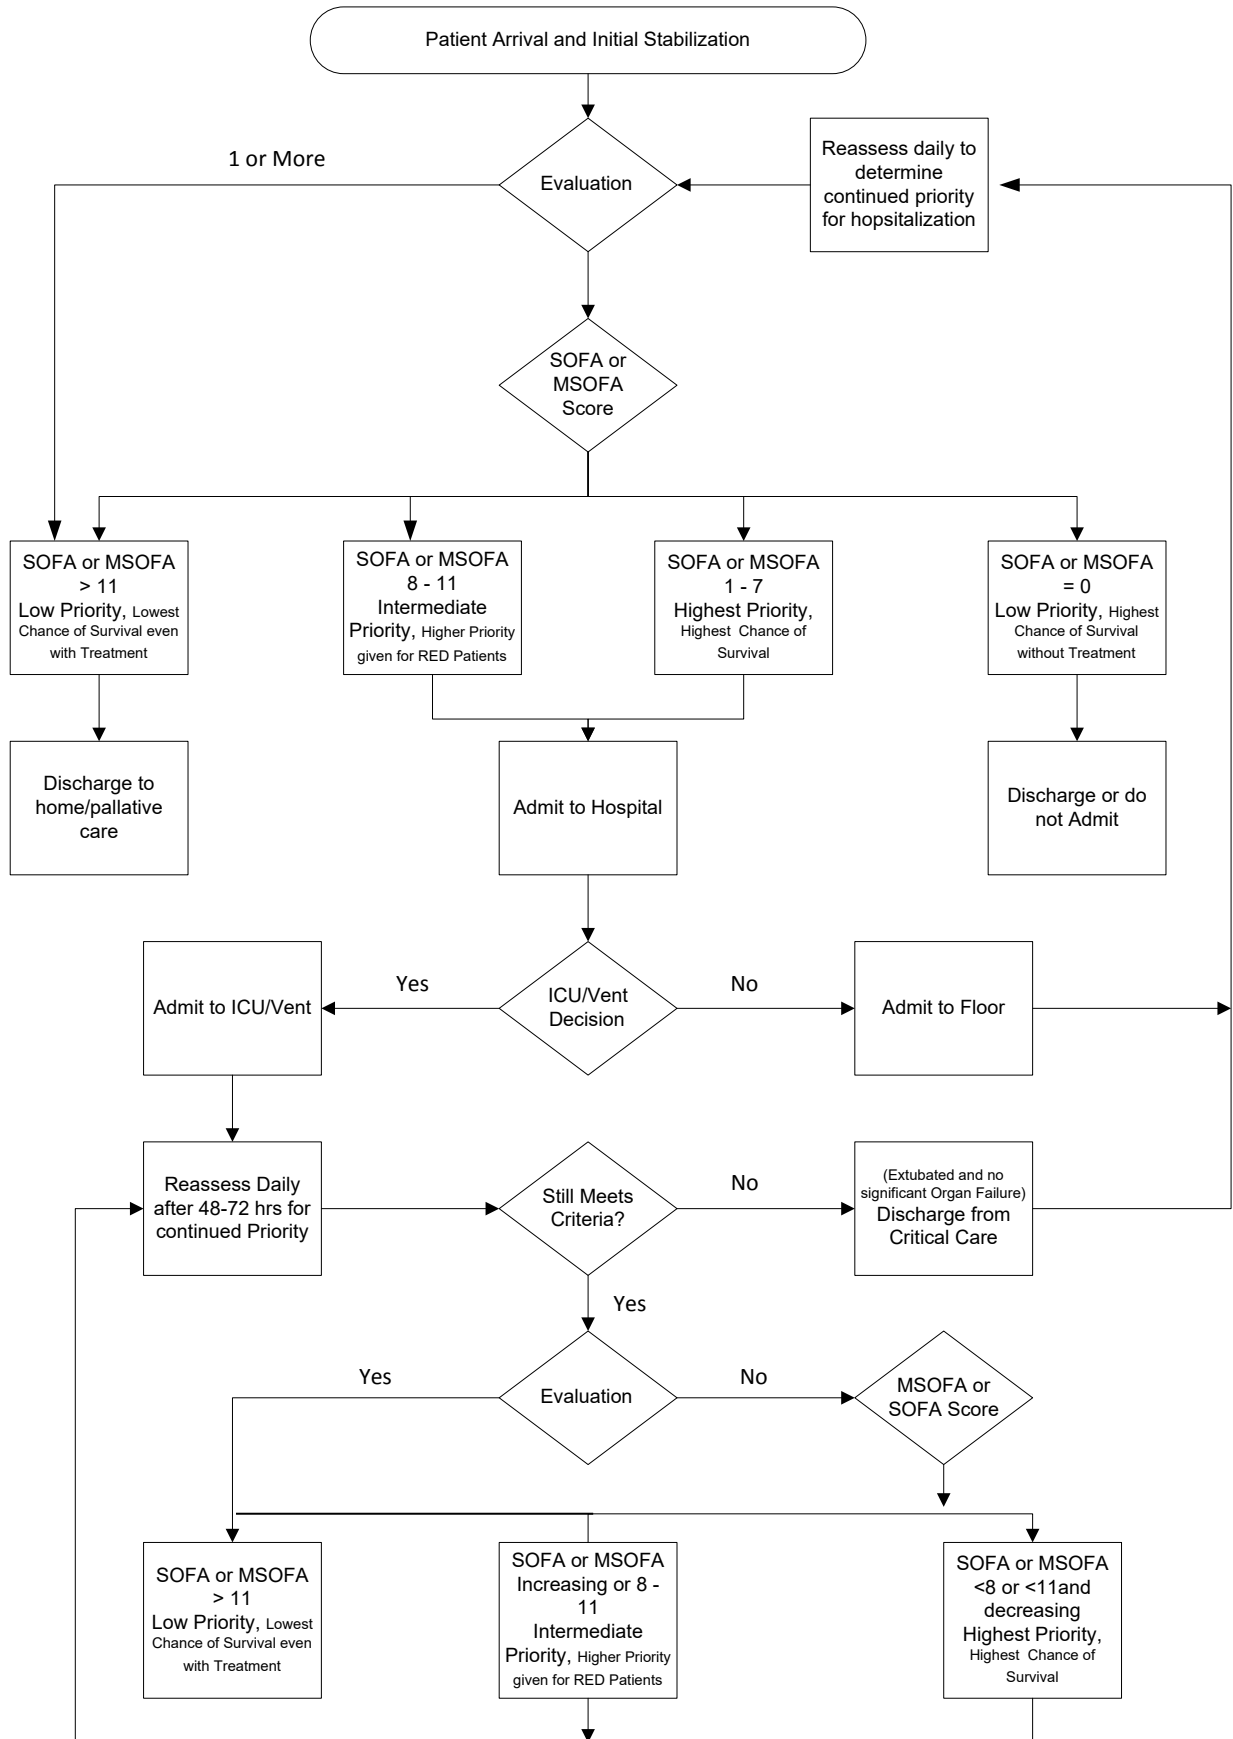 Patient Arrival and Initial Stabilization
1 or More
Evaluation
Reassess daily to
determine
continued priority
for hopsitalization
SOFA or
MSOFA
Score
SOFA or MSOFA
> 11
Low Priority, Lowest
Chance of Survival even
with Treatment
SOFA or MSOFA
8 - 11
Intermediate
Priority, Higher Priority
given for RED Patients
SOFA or MSOFA
1 - 7
Highest Priority,
Highest Chance of
Survival
SOFA or MSOFA
= 0
Low Priority, Highest
Chance of Survival
without Treatment
Discharge to
home/pallative
care
Admit to Hospital
Discharge or do
not Admit
Admit to ICU/Vent
Yes
ICU/Vent
Decision
No
Admit to Floor
Reassess Daily
after 48-72 hrs for
continued Priority
Still Meets
Criteria?
No
(Extubated and no
significant Organ Failure)
Discharge from
Critical Care
Yes
Yes
Evaluation
No
MSOFA or
SOFA Score
SOFA or MSOFA
> 11
Low Priority, Lowest
Chance of Survival even
with Treatment
SOFA or MSOFA
Increasing or 8 -
11
Intermediate
Priority, Higher Priority
given for RED Patients
SOFA or MSOFA
<8 or <11and
decreasing
Highest Priority,
Highest Chance of
Survival